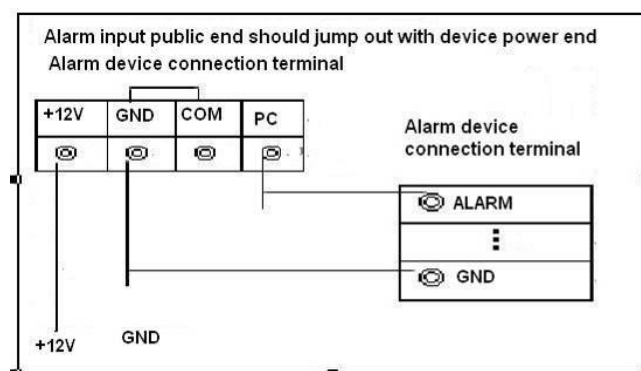 Alarm input public end should jump out with device power end
Alarm device connection terminal
+12V GND COM PC
Alarm device
connection terminal
ALARM
GND
+12V GND